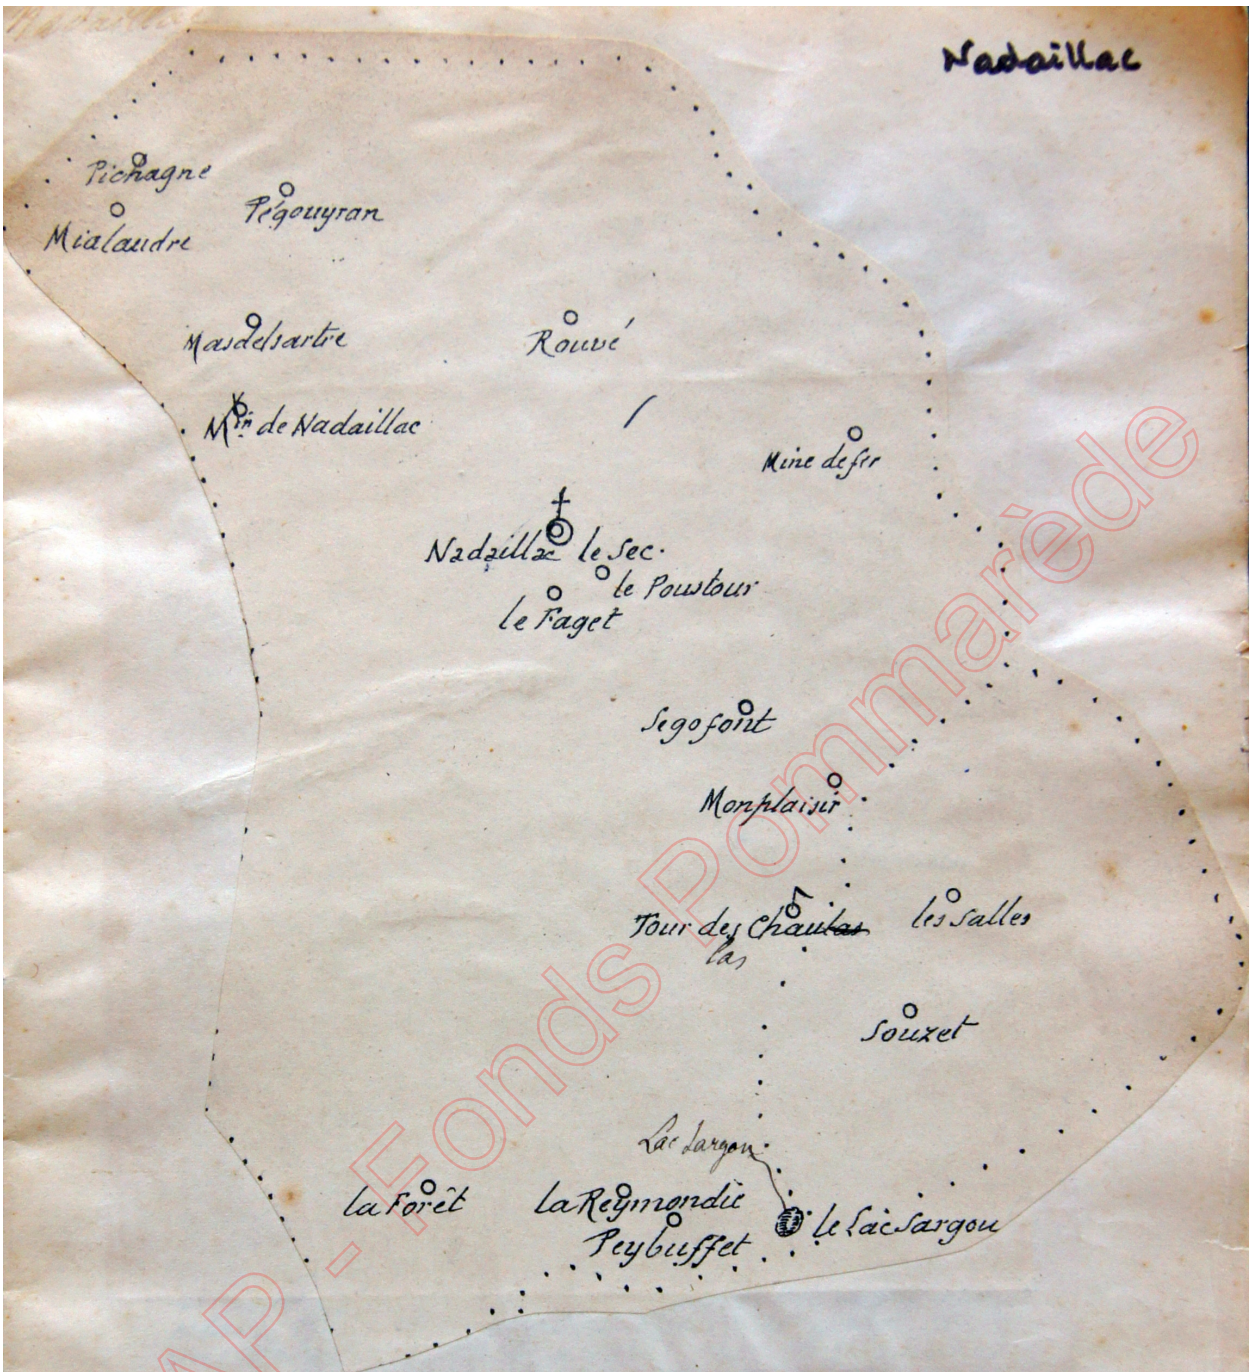 Nadaillac
Nadaillac
Pichagne
Pégouyran
Mialaudre
Masdelsartre
Rouvé
Min de Nadaillac
Mine de fer
Nadaillac le Sec.
le Poustour
le Faget
Segofont
Monplaisir
Tour des Chaulas
las
les Salles
Souzet
Lac Sargou
la Forêt
la Reymondie
Peybuffet
le Lac Sargou
AP - Fonds Pommarède